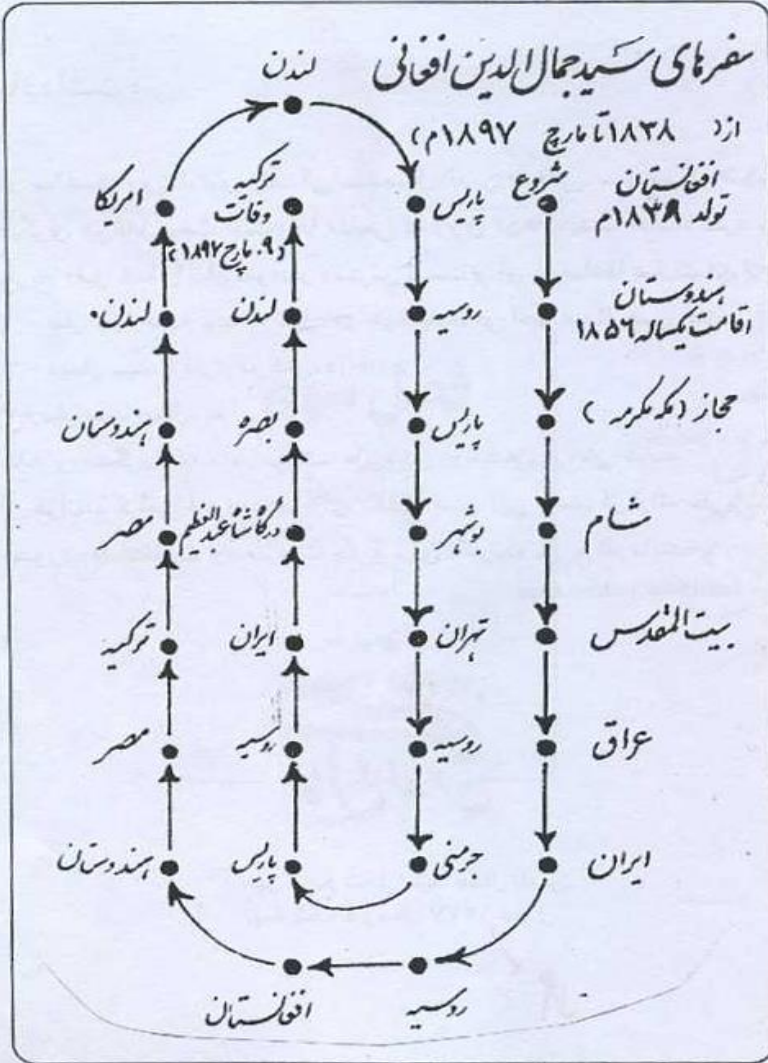 سفرهای سید جمال الدین افغانی
از( ۱۸۳۸ تا مارچ ۱۸۹۷م)
شروع
افغانستان
تولد ۱۸۳۸م
هندوستان
اقامت یکساله ۱۸۵۶
حجاز (مکه مکرمه )
شام
بیت المقدس
عراق
ایران
روسیه
افغانستان
هندوستان
مصر
ترکیه
مصر
هندوستان
لندن
امریکا
لندن
پاریس
روسیه
پاریس
بوشهر
تهران
روسیه
جرمنی
پاریس
روسیه
ایران
درگاه شاه عبدالعظیم
بصره
لندن
ترکیه
وفات
(۹ مارچ ۱۸۹۷)